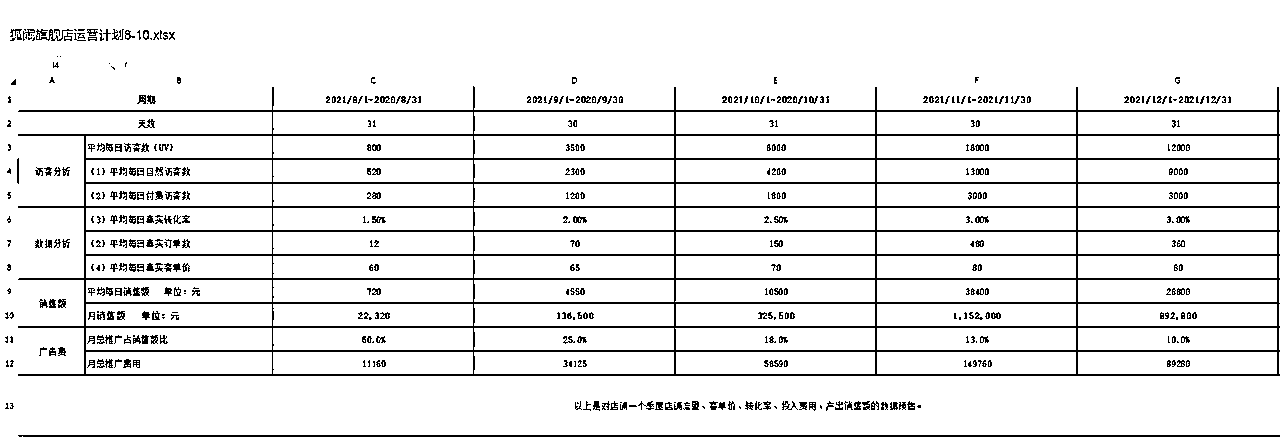 旗舰店运营计划8-10.xlsx
I4
A B C D E F G
1 周期 2021/8/1-2020/8/31 2021/9/1-2020/9/30 2021/10/1-2020/10/31 2021/11/1-2021/11/30 2021/12/1-2021/12/31
2 天数 31 30 31 30 31
3 平均每日访客数（UV） 800 3500 6000 16000 12000
4 访客分析 （1）平均每日自然访客数 520 2300 4200 13000 9000
5 （2）平均每日付费访客数 280 1200 1800 3000 3000
6 （3）平均每日真实转化率 1.50% 2.00% 2.50% 3.00% 3.00%
7 数据分析 （2）平均每日真实订单数 12 70 150 480 360
8 （4）平均每日真实客单价 60 65 70 80 80
9 销售额 平均每日销售额 单位：元 720 4550 10500 38400 28800
10 月销售额 单位：元 22,320 136,500 325,500 1,152,000 892,800
11 广告费 月总推广占销售额比 50.0% 25.0% 18.0% 13.0% 10.0%
12 月总推广费用 11160 34125 58590 149760 89280
13 以上是对店铺一个季度店铺流量、客单价、转化率、投入费用、产出销售额的数据预估。